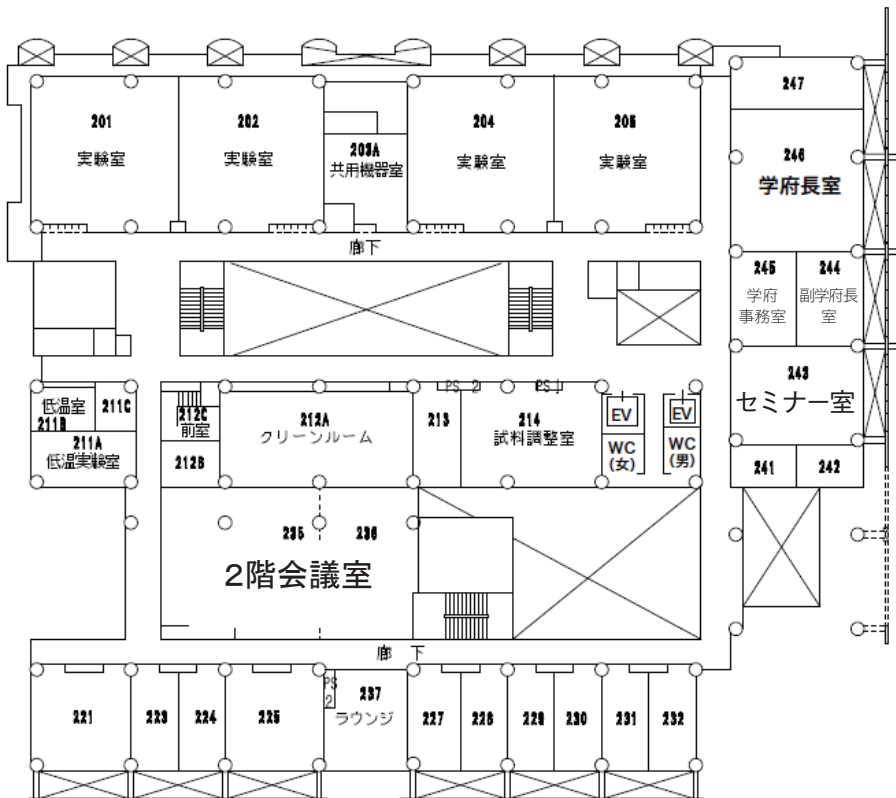 201
実験室
202
実験室
203A
共用機器室
204
実験室
205
実験室
247
246
学府長室
廊下
245
学府
事務室
244
副学府長
室
243
セミナー室
241
242
低温室
211B
211C
211A
低温実験室
212C
前室
212B
212A
クリーンルーム
213
PS 2
PS 1
214
試料調整室
EV
WC
(女)
EV
WC
(男)
235
236
2階会議室
廊 下
221
223
224
225
PS
2
237
ラウンジ
227
228
229
230
231
232